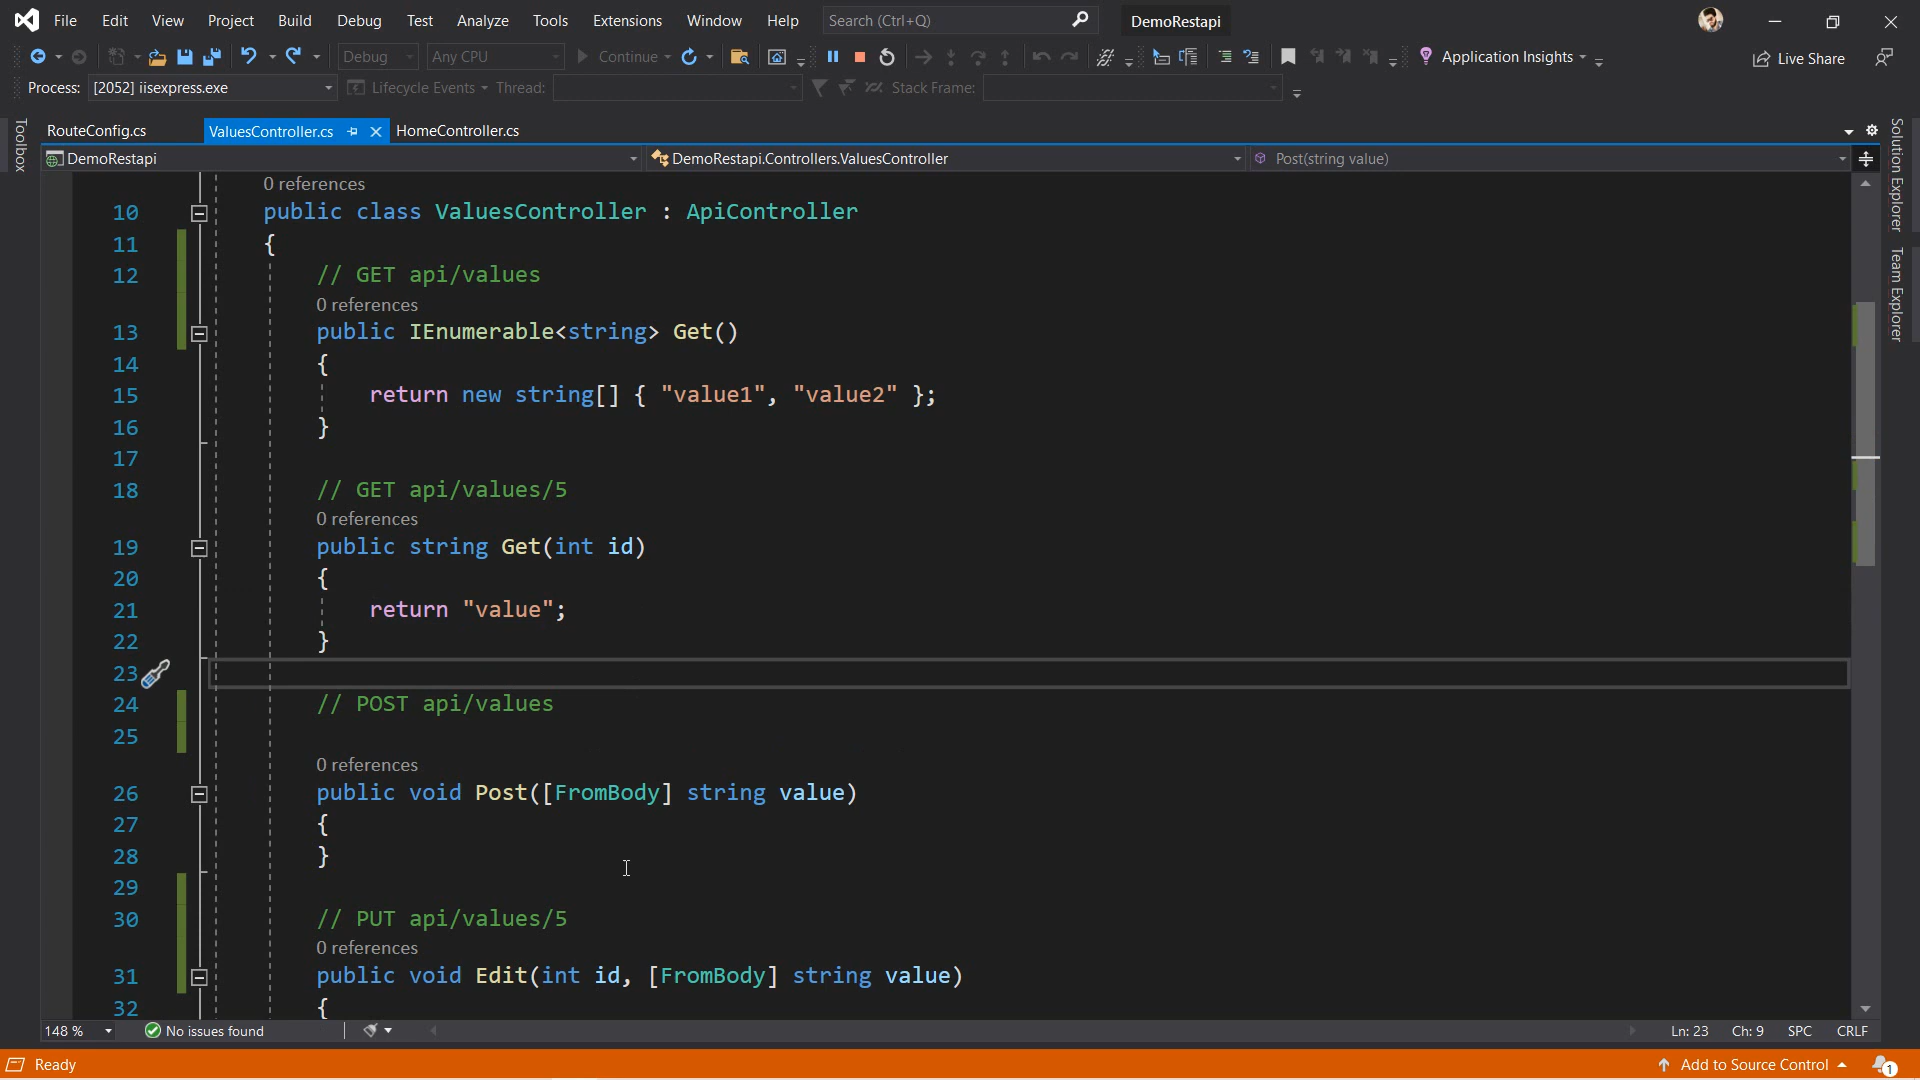 File Edit View Project Build Debug Test Analyze Tools Extensions Window Help Search (Ctrl+Q) DemoRestapi
Debug Any CPU Continue Application Insights Live Share
Process: [2052] iisexpress.exe Lifecycle Events Thread: Stack Frame:
Toolbox
RouteConfig.cs ValuesController.cs HomeController.cs
DemoRestapi DemoRestapi.Controllers.ValuesController Post(string value)
0 references
10 public class ValuesController : ApiController
11 {
12 // GET api/values
0 references
13 public IEnumerable<string> Get()
14 {
15 return new string[] { "value1", "value2" };
16 }
17
18 // GET api/values/5
0 references
19 public string Get(int id)
20 {
21 return "value";
22 }
23
24 // POST api/values
25
0 references
26 public void Post([FromBody] string value)
27 {
28 }
29
30 // PUT api/values/5
0 references
31 public void Edit(int id, [FromBody] string value)
32 {
Solution Explorer
Team Explorer
148 % No issues found Ln: 23 Ch: 9 SPC CRLF
Ready Add to Source Control 1